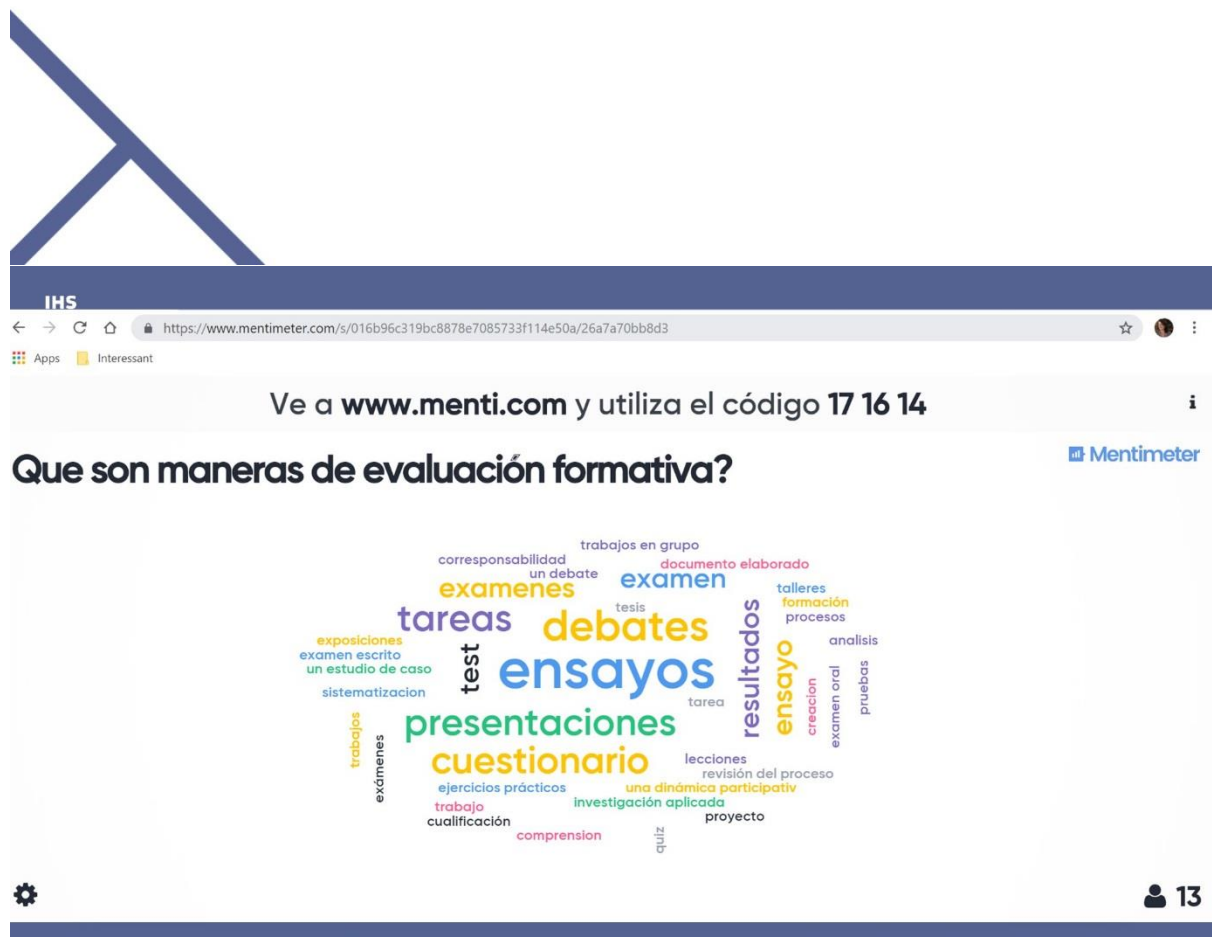 IHS
https://www.mentimeter.com/s/016b96c319bc8878e7085733f114e50a/26a7a70bb8d3
Apps Interessant
Ve a www.menti.com y utiliza el código 17 16 14
i
Que son maneras de evaluación formativa?
Mentimeter
trabajos en grupo
corresponsabilidad
documento elaborado
un debate
examen
examenes
talleres
tesis
formación
tareas
debates
resultados
procesos
exposiciones
analisis
examen escrito
test
ensayos
ensayo
un estudio de caso
creacion
examen oral
pruebas
sistematizacion
tarea
presentaciones
trabajos
exámenes
cuestionario
lecciones
revisión del proceso
ejercicios prácticos
una dinámica participativ
investigación aplicada
trabajo
proyecto
cualificación
comprension
quiz
13